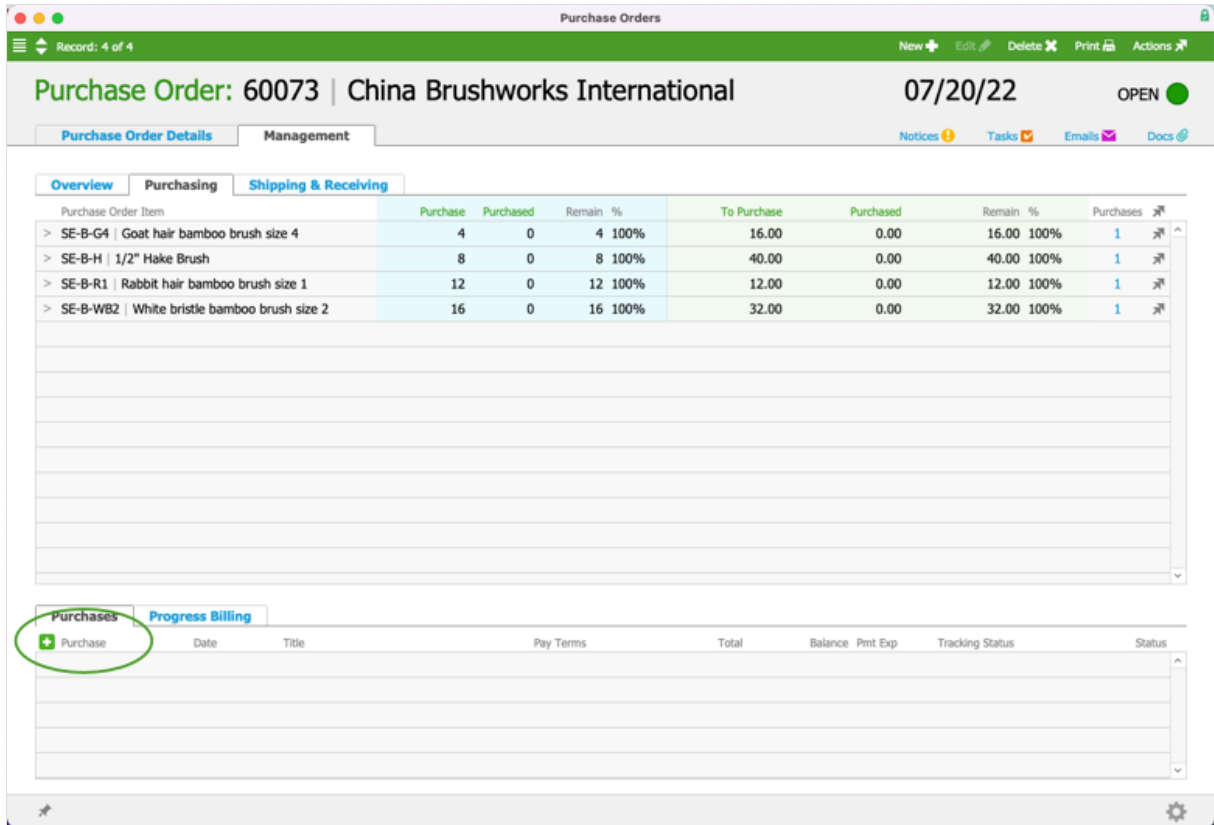 Purchase Orders
Record: 4 of 4 New Edit Delete Print Actions
Purchase Order: 60073 | China Brushworks International 07/20/22 OPEN
Purchase Order Details Management Notices Tasks Emails Docs
Overview Purchasing Shipping & Receiving
Purchase Order Item Purchase Purchased Remain % To Purchase Purchased Remain % Purchases
> SE-B-G4 | Goat hair bamboo brush size 4 4 0 4 100% 16.00 0.00 16.00 100% 1
> SE-B-H | 1/2" Hake Brush 8 0 8 100% 40.00 0.00 40.00 100% 1
> SE-B-R1 | Rabbit hair bamboo brush size 1 12 0 12 100% 12.00 0.00 12.00 100% 1
> SE-B-WB2 | White bristle bamboo brush size 2 16 0 16 100% 32.00 0.00 32.00 100% 1
Purchases Progress Billing
Purchase Date Title Pay Terms Total Balance Pmt Exp Tracking Status Status